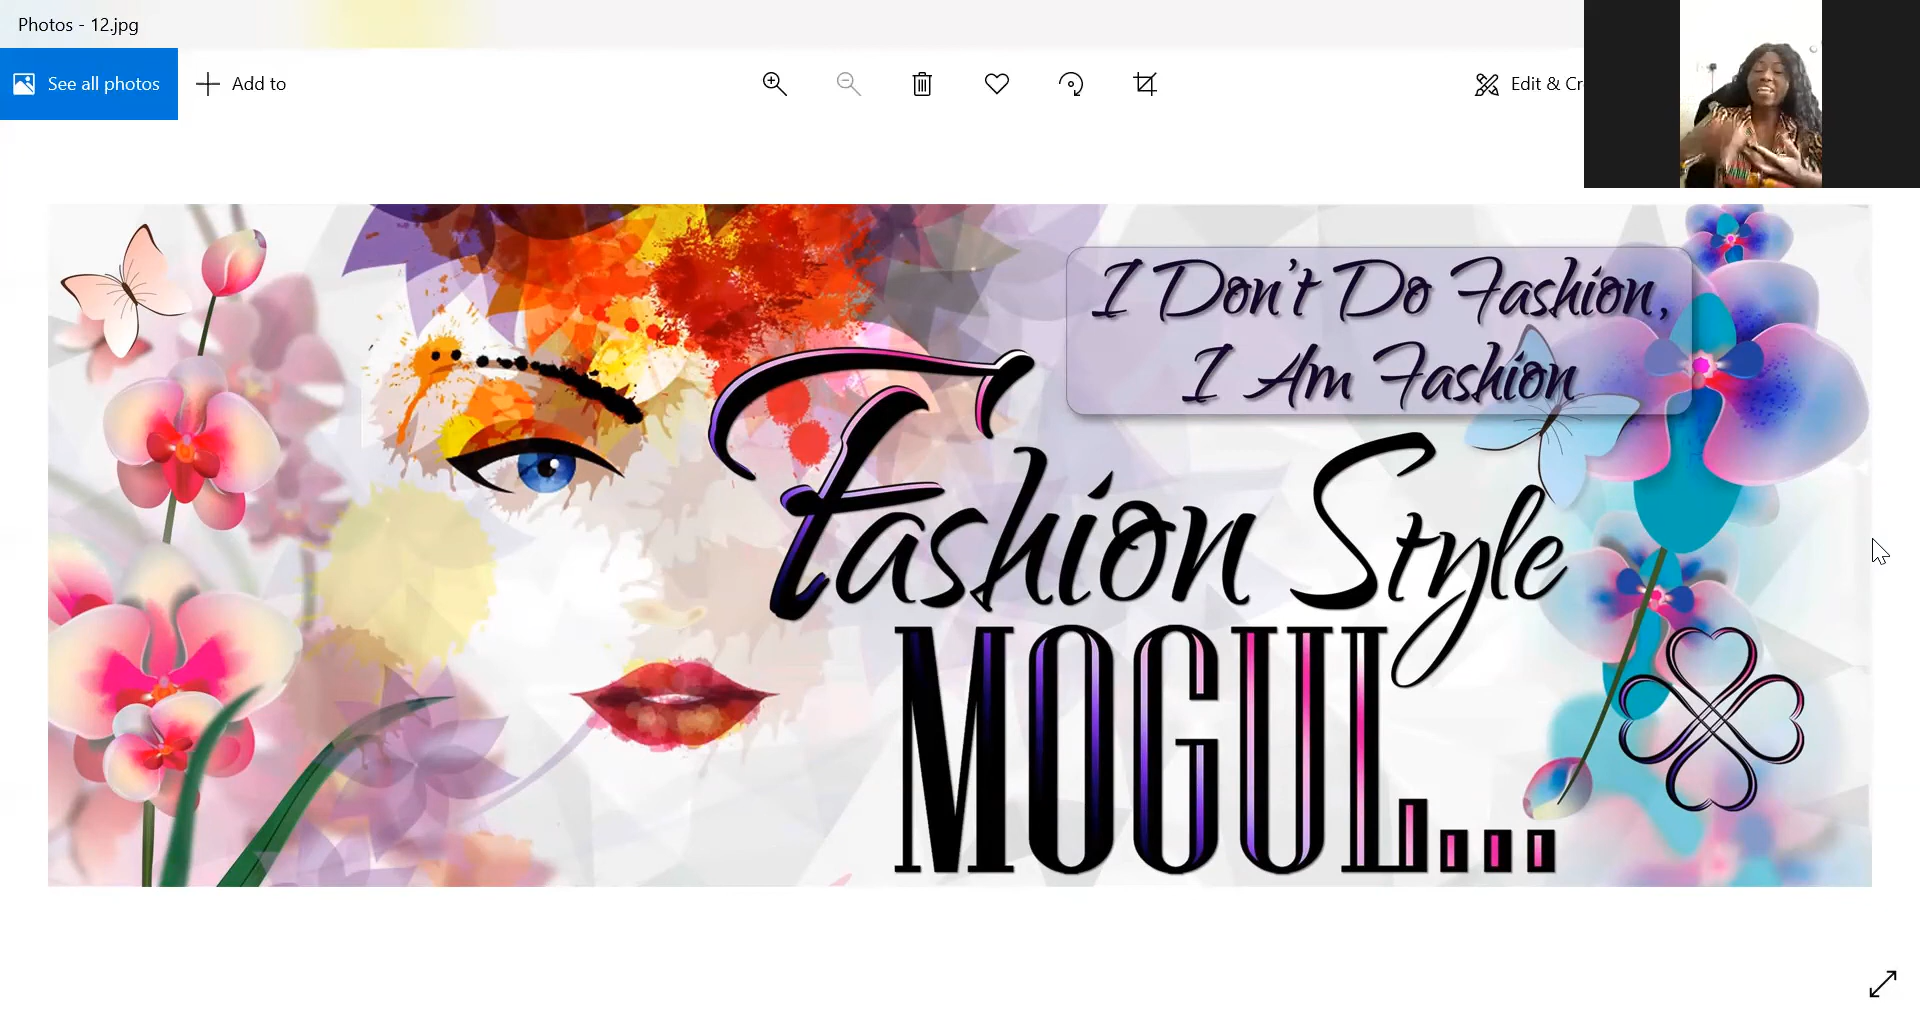 Photos - 12.jpg
See all photos
Add to
Edit & Cr
I Don't Do Fashion,
I Am Fashion
Fashion Style
MOGUL...